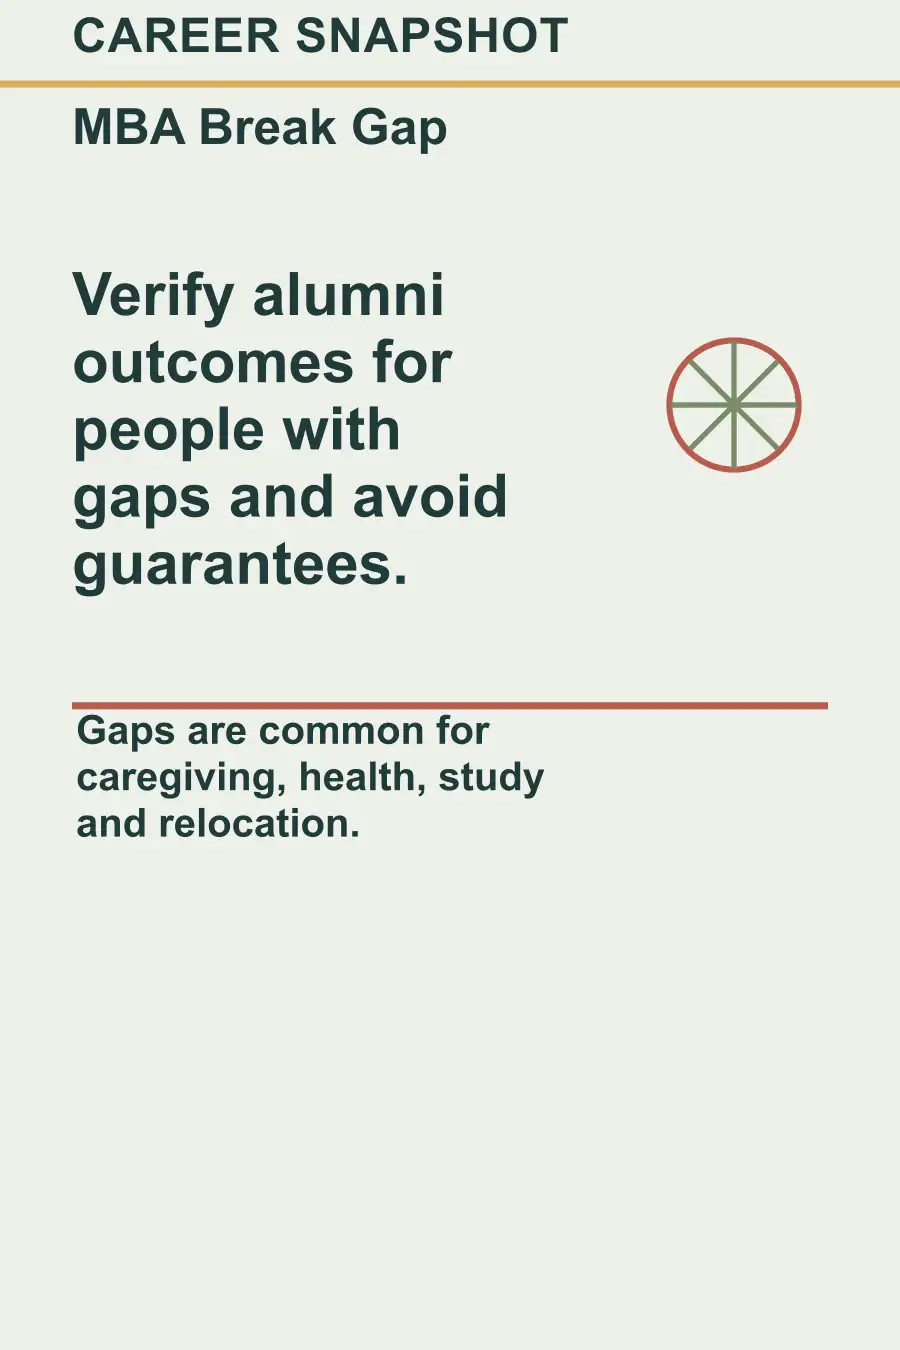 CAREER SNAPSHOT
MBA Break Gap
Verify alumni
outcomes for
people with
gaps and avoid
guarantees.
Gaps are common for
caregiving, health, study
and relocation.